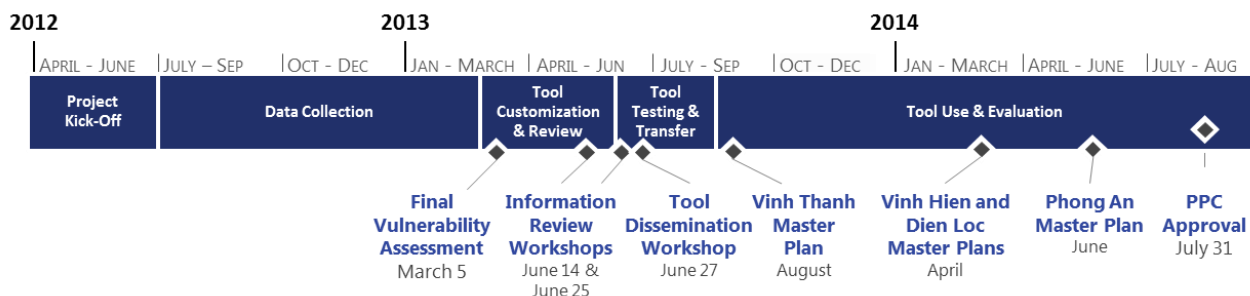 2012
2013
2014
APRIL - JUNE
JULY – SEP
OCT - DEC
JAN - MARCH
APRIL - JUN
JULY - SEP
OCT - DEC
JAN - MARCH
APRIL - JUNE
JULY - AUG
Project
Kick-Off
Data Collection
Tool
Customization
& Review
Tool
Testing &
Transfer
Tool Use & Evaluation
Final
Vulnerability
Assessment
March 5
Information
Review
Workshops
June 14 &
June 25
Tool
Dissemination
Workshop
June 27
Vinh Thanh
Master
Plan
August
Vinh Hien and
Dien Loc
Master Plans
April
Phong An
Master Plan
June
PPC
Approval
July 31